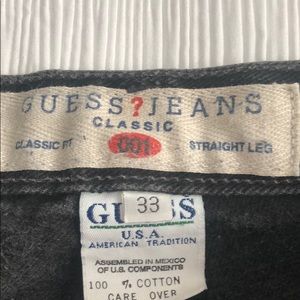 GUESS?JEANS
CLASSIC
CLASSIC FIT 001 STRAIGHT LEG
33
GUESS
U.S.A.
AMERICAN TRADITION
ASSEMBLED IN MEXICO
OF U.S. COMPONENTS
100 % COTTON
CARE OVER